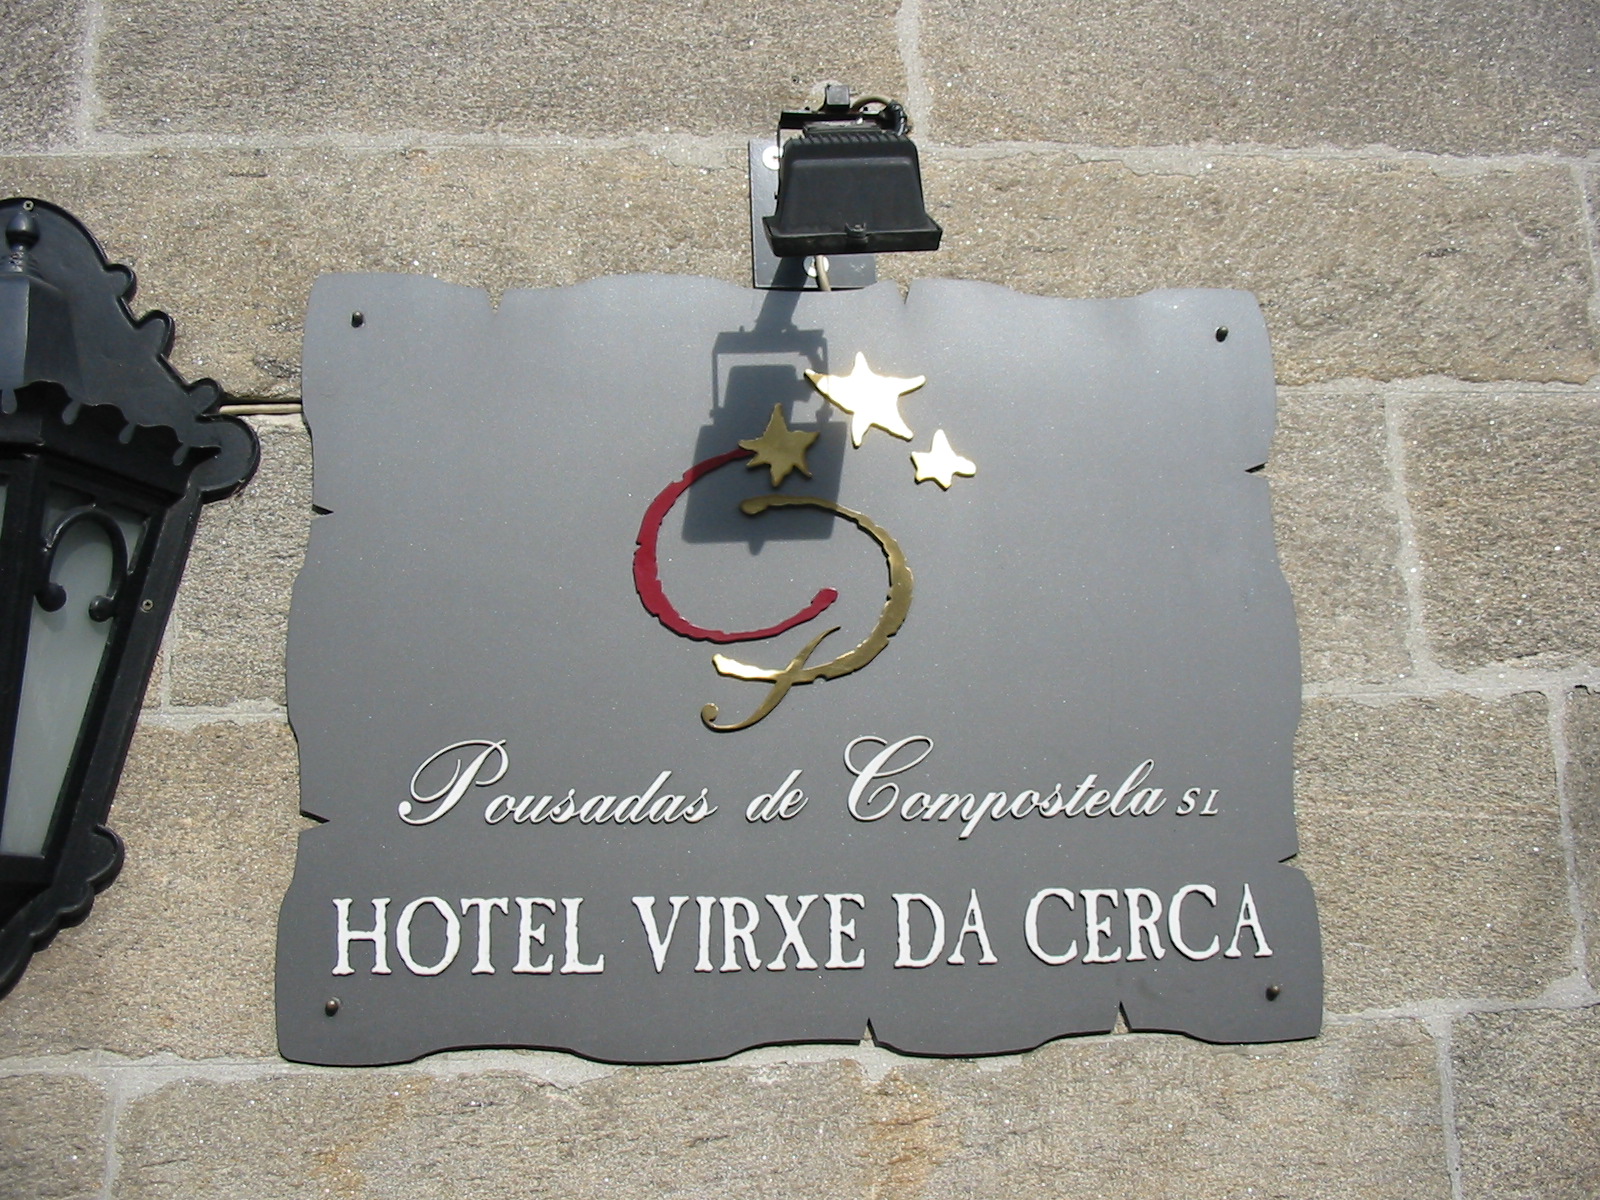 Pousadas de Compostela SL
HOTEL VIRXE DA CERCA